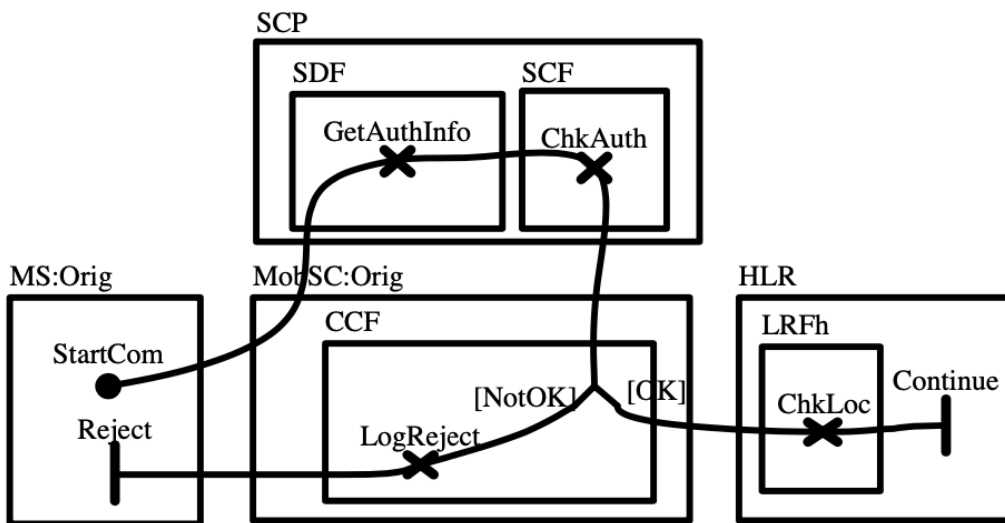 SCP
SDF
SCF
GetAuthInfo
ChkAuth
MS:Orig
MobSC:Orig
HLR
CCF
LRFh
StartCom
[NotOK]
[OK]
Continue
Reject
LogReject
ChkLoc